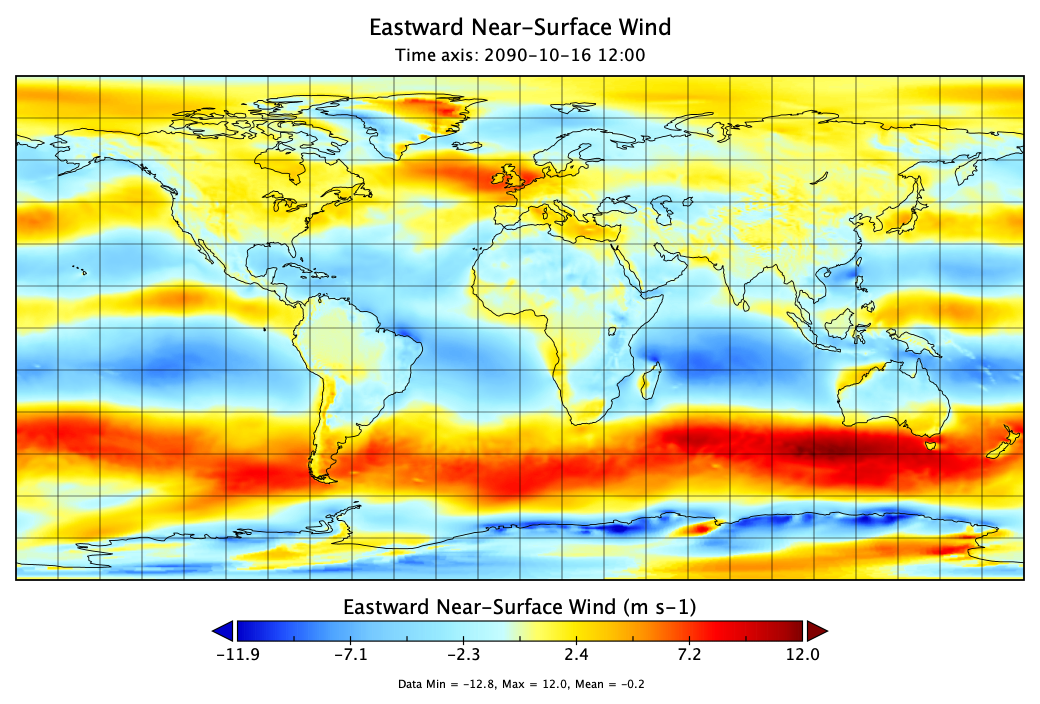 Eastward Near−Surface Wind
Time axis: 2090-10-16 12:00
Eastward Near−Surface Wind (m s-1)
−11.9 −7.1 −2.3 2.4 7.2 12.0
Data Min = −12.8, Max = 12.0, Mean = −0.2